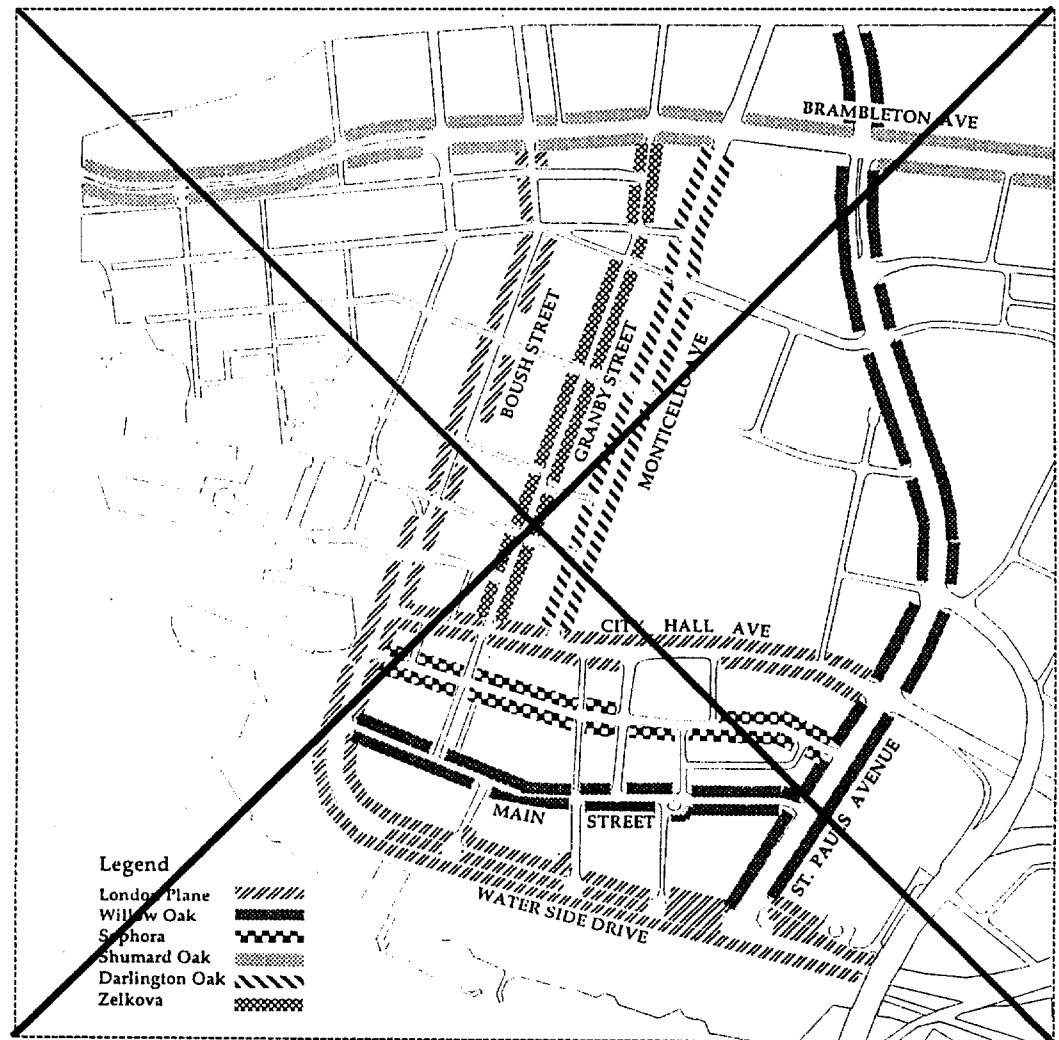 BRAMBLETON AVE
BOUSH STREET
GRANBY STREET
MONTICELLO AVE
CITY HALL AVE
MAIN STREET
ST. PAULS AVENUE
WATER SIDE DRIVE
Legend
London Plane
Willow Oak
Sophora
Shumard Oak
Darlington Oak
Zelkova